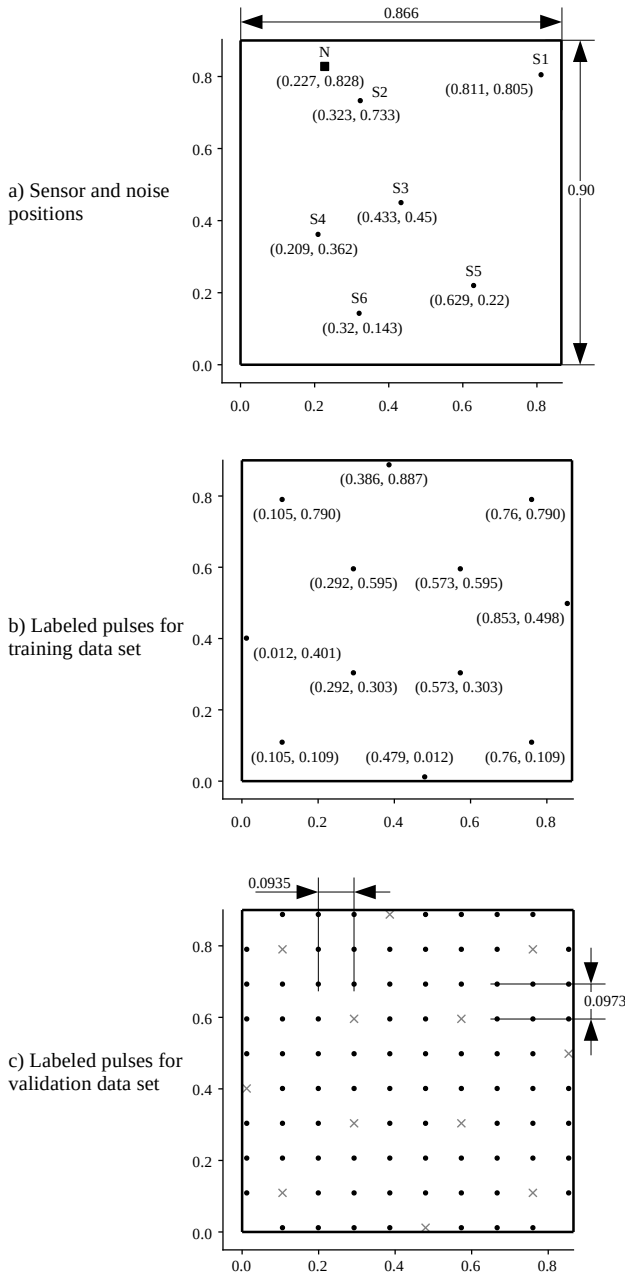 0.866
N
(0.227, 0.828)
S1
(0.811, 0.805)
S2
(0.323, 0.733)
S3
(0.433, 0.45)
S4
(0.209, 0.362)
S5
(0.629, 0.22)
S6
(0.32, 0.143)
0.90
a) Sensor and noise
positions
0.8
0.6
0.4
0.2
0.0
0.0 0.2 0.4 0.6 0.8
(0.386, 0.887)
(0.105, 0.790) (0.76, 0.790)
(0.292, 0.595) (0.573, 0.595)
(0.853, 0.498)
(0.012, 0.401)
(0.292, 0.303) (0.573, 0.303)
(0.105, 0.109) (0.479, 0.012) (0.76, 0.109)
b) Labeled pulses for
training data set
0.8
0.6
0.4
0.2
0.0
0.0 0.2 0.4 0.6 0.8
0.0935
0.0973
c) Labeled pulses for
validation data set
0.8
0.6
0.4
0.2
0.0
0.0 0.2 0.4 0.6 0.8